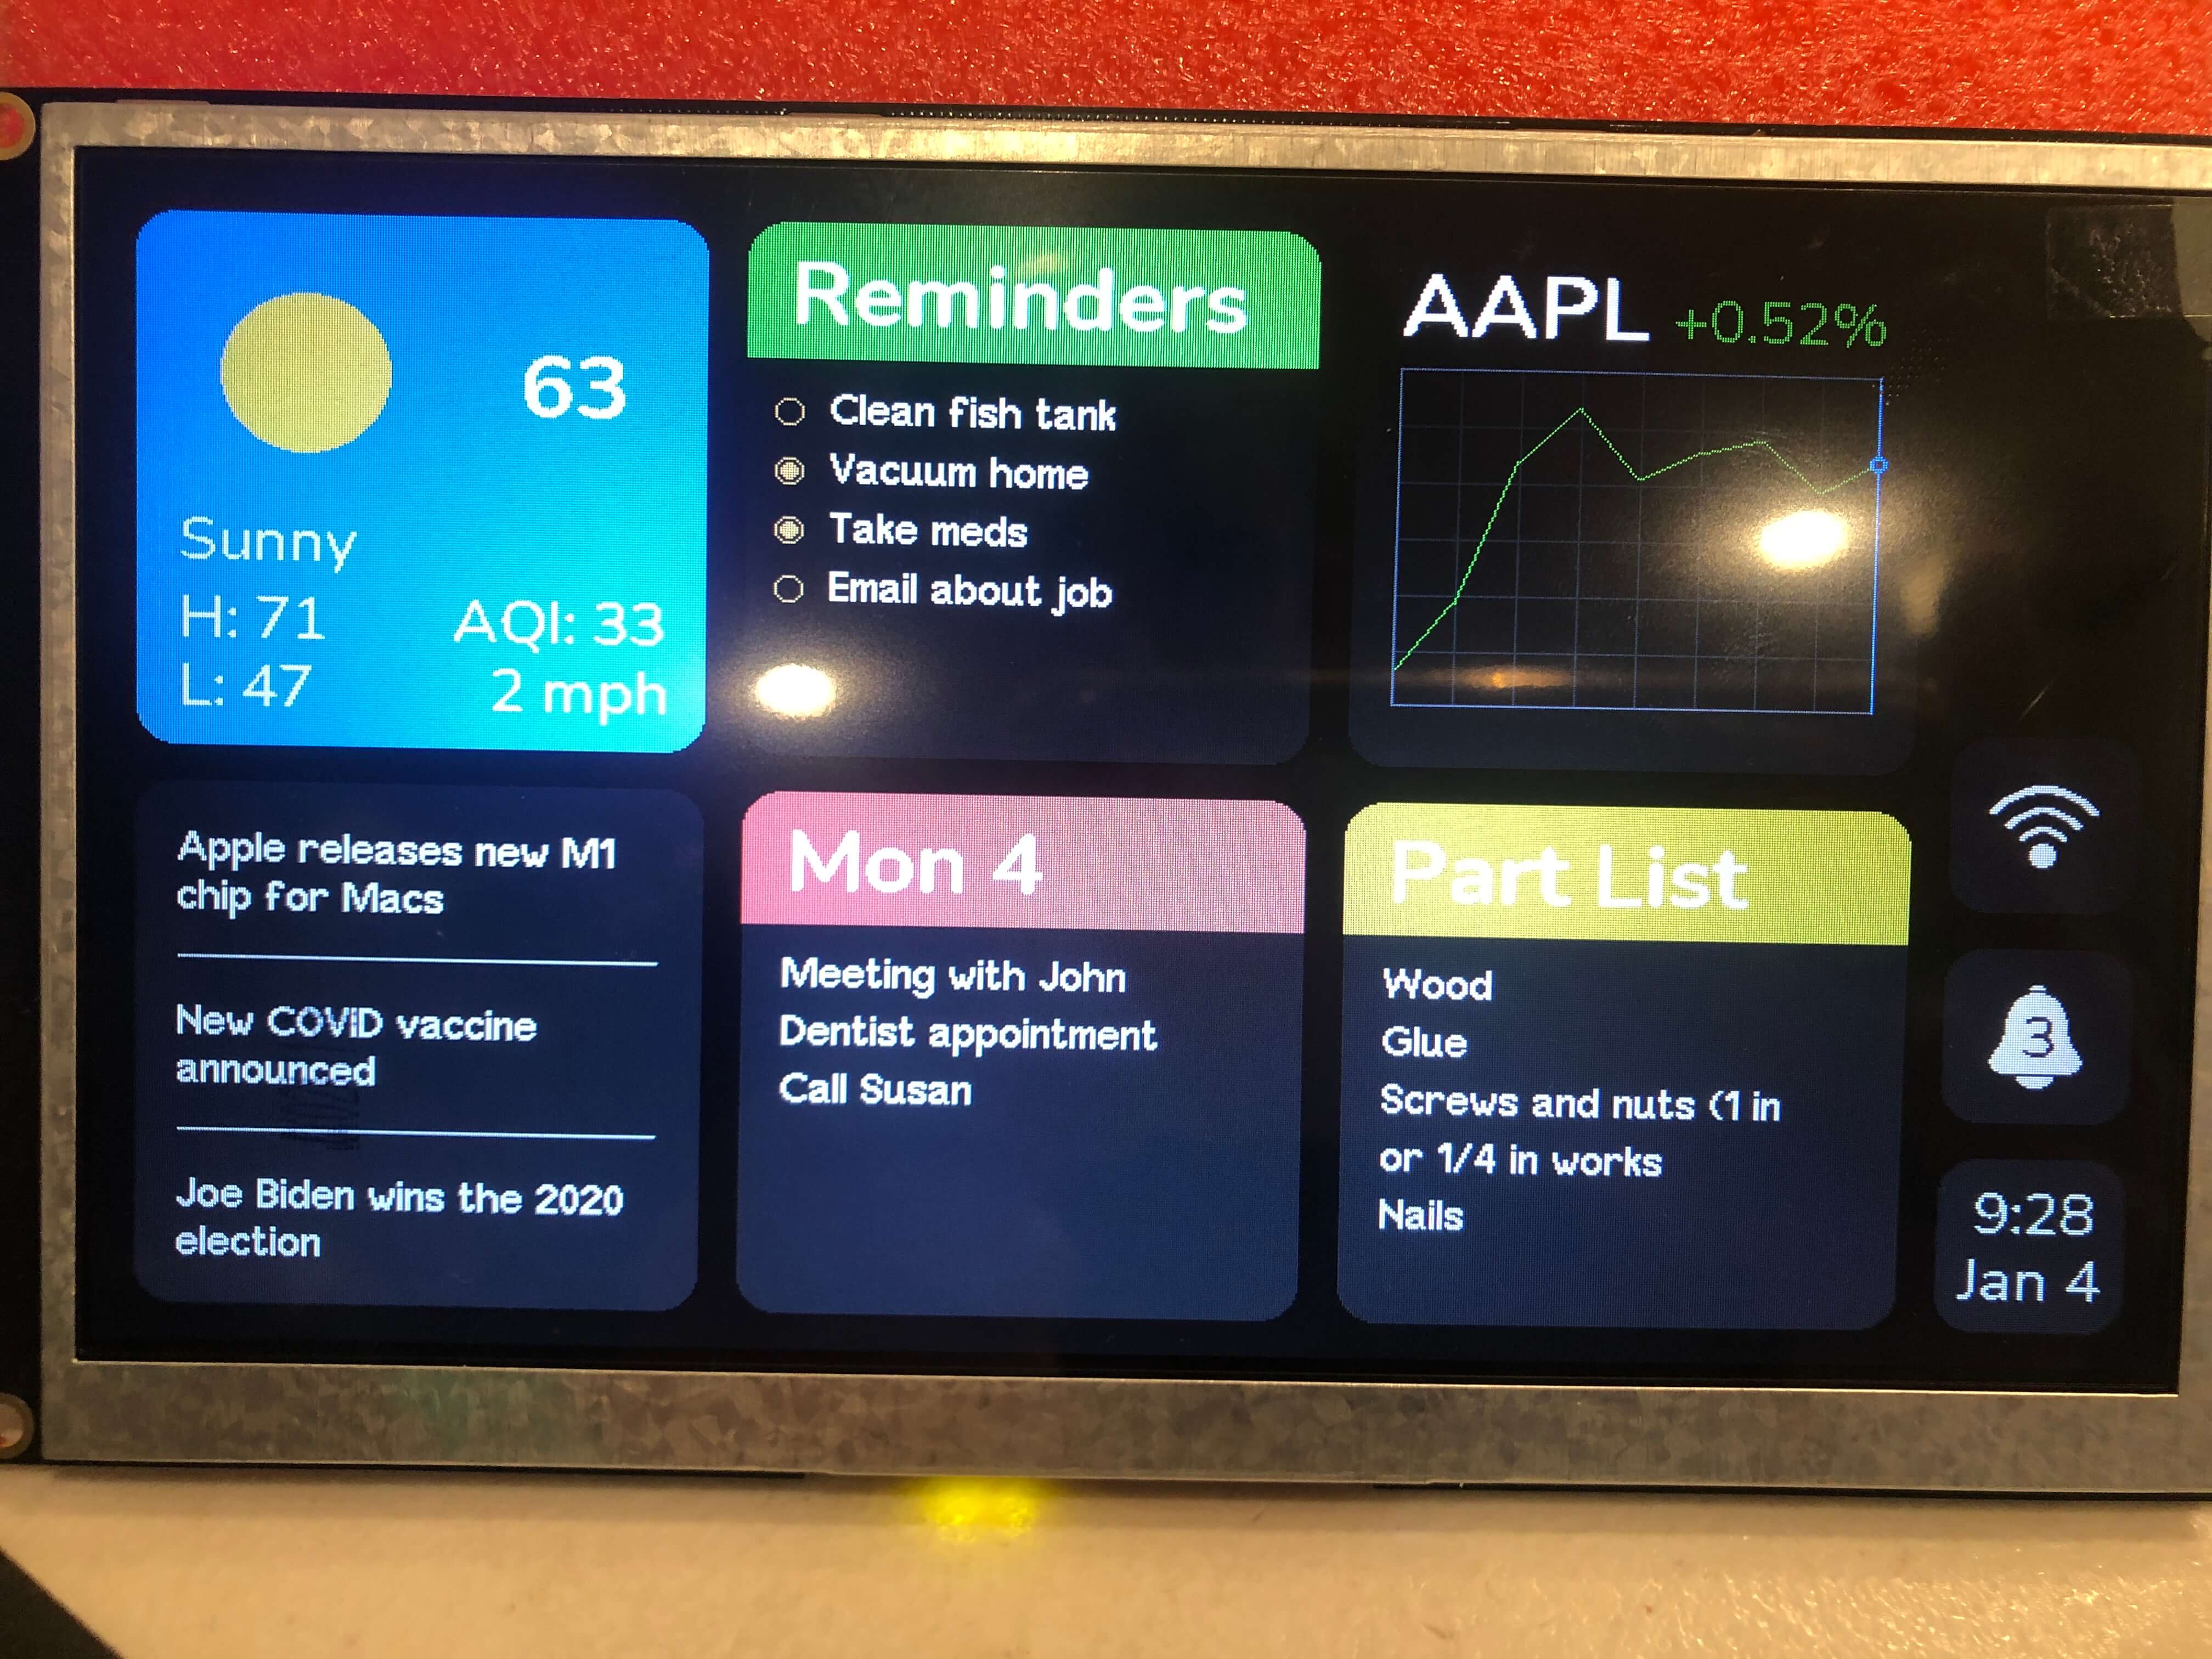 63
Sunny
H: 71
L: 47
AQI: 33
2 mph
Reminders
Clean fish tank
Vacuum home
Take meds
Email about job
AAPL +0.52%
Apple releases new M1
chip for Macs
New COVID vaccine
announced
Joe Biden wins the 2020
election
Mon 4
Meeting with John
Dentist appointment
Call Susan
Part List
Wood
Glue
Screws and nuts (1 in
or 1/4 in works
Nails
3
9:28
Jan 4